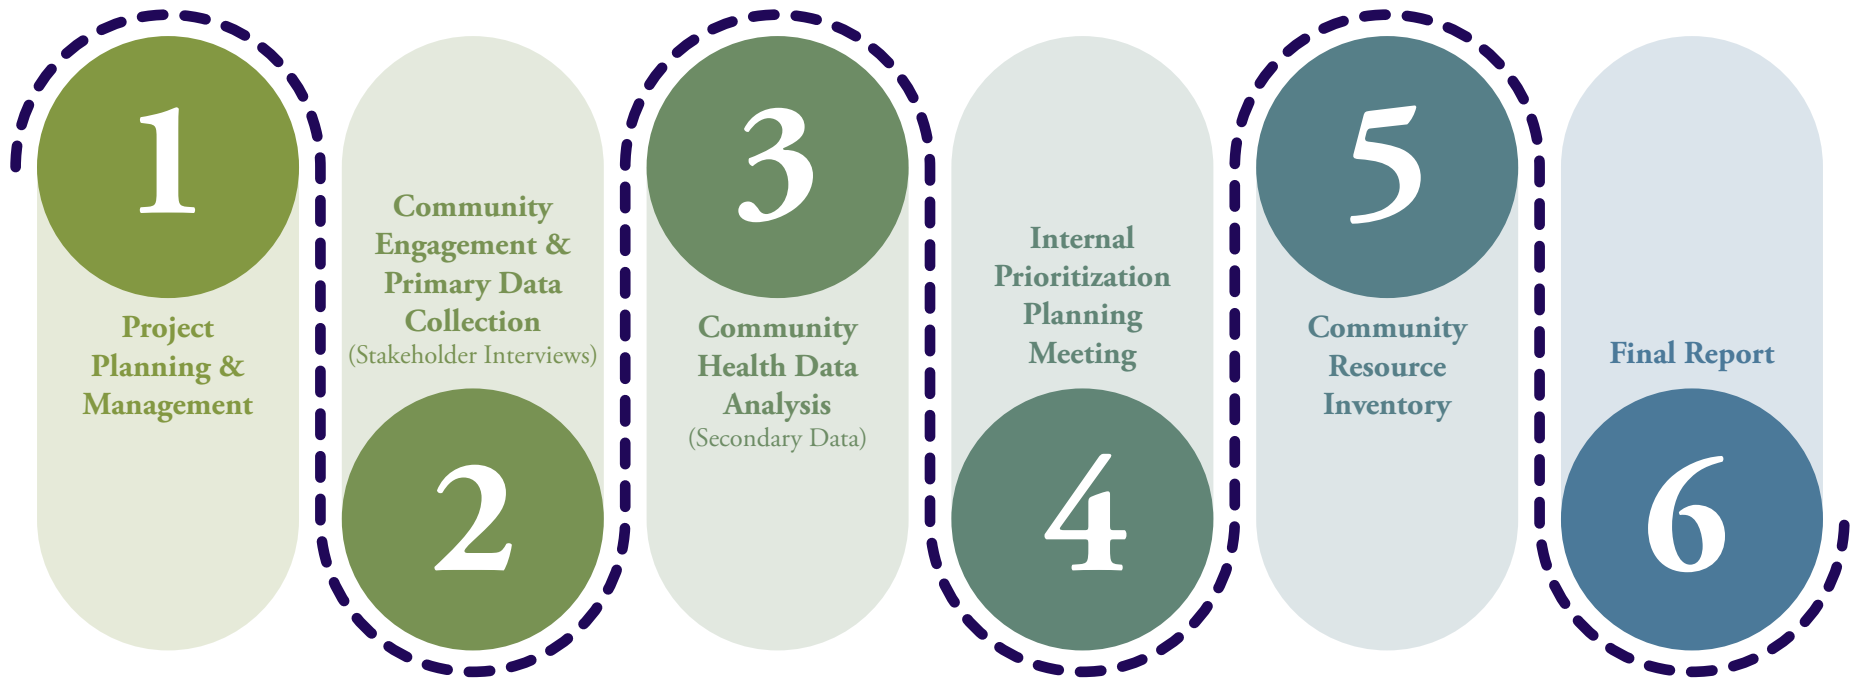 1
Project
Planning &
Management
Community
Engagement &
Primary Data
Collection
(Stakeholder Interviews)
2
3
Community
Health Data
Analysis
(Secondary Data)
Internal
Prioritization
Planning
Meeting
4
5
Community
Resource
Inventory
Final Report
6